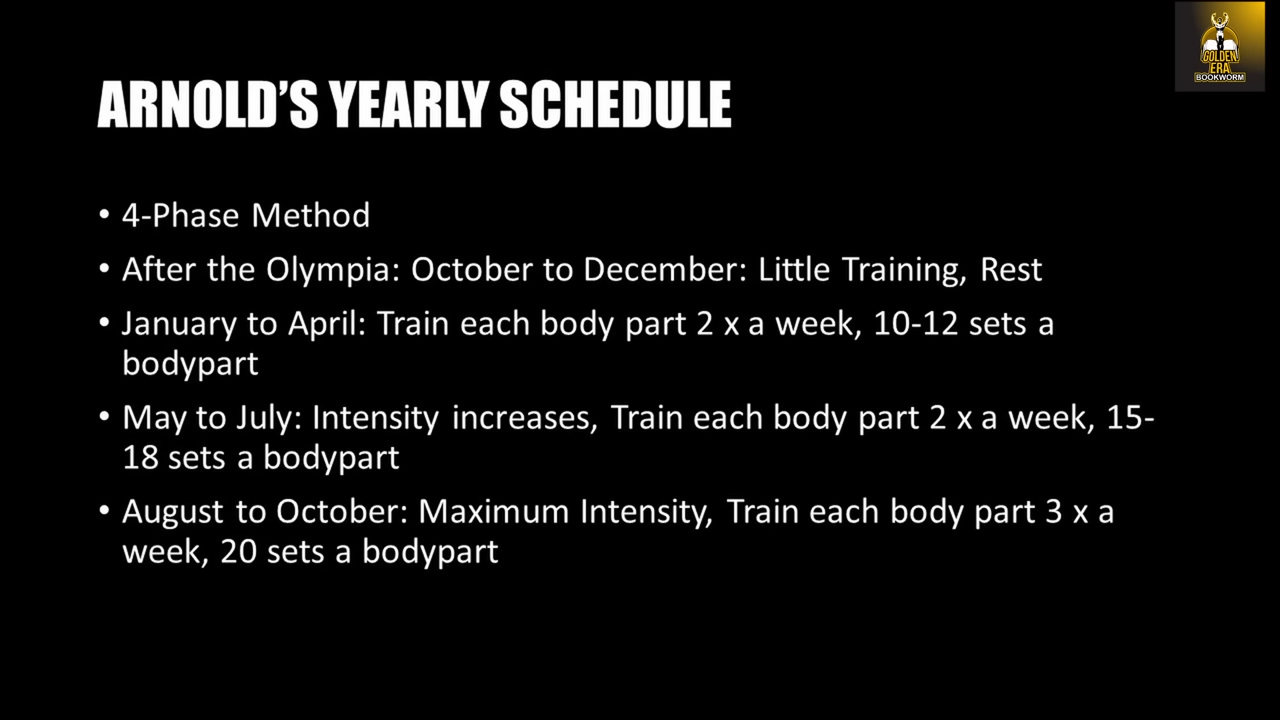 GOLDEN
ERA
BOOKWORM
ARNOLD'S YEARLY SCHEDULE
• 4-Phase Method
• After the Olympia: October to December: Little Training, Rest
• January to April: Train each body part 2 x a week, 10-12 sets a
bodypart
• May to July: Intensity increases, Train each body part 2 x a week, 15-
18 sets a bodypart
• August to October: Maximum Intensity, Train each body part 3 x a
week, 20 sets a bodypart